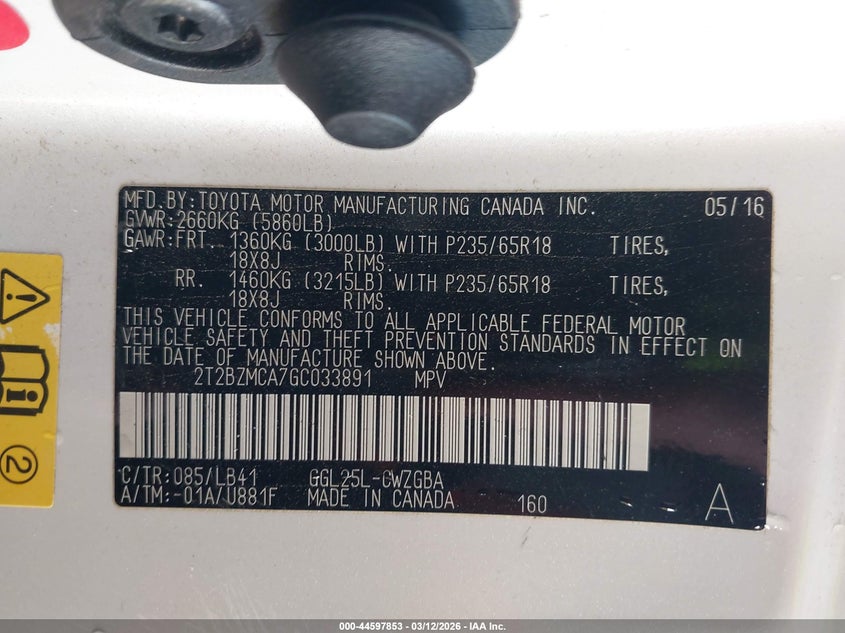 MFD.BY:TOYOTA MOTOR MANUFACTURING CANADA INC. 05/16
GVWR:2660KG (5860LB)
GAWR:FRT. 1360KG (3000LB) WITH P235/65R18 TIRES,
18X8J RIMS.
RR. 1460KG (3215LB) WITH P235/65R18 TIRES,
18X8J RIMS.
THIS VEHICLE CONFORMS TO ALL APPLICABLE FEDERAL MOTOR
VEHICLE SAFETY AND THEFT PREVENTION STANDARDS IN EFFECT ON
THE DATE OF MANUFACTURE SHOWN ABOVE.
2T2BZMCA7GC033891 MPV
C/TR:085/LB41 GGL25L-CWZGBA
A/TM:-01A/U881F MADE IN CANADA 160 A
2
000-44597853 - 03/12/2026 - IAA Inc.